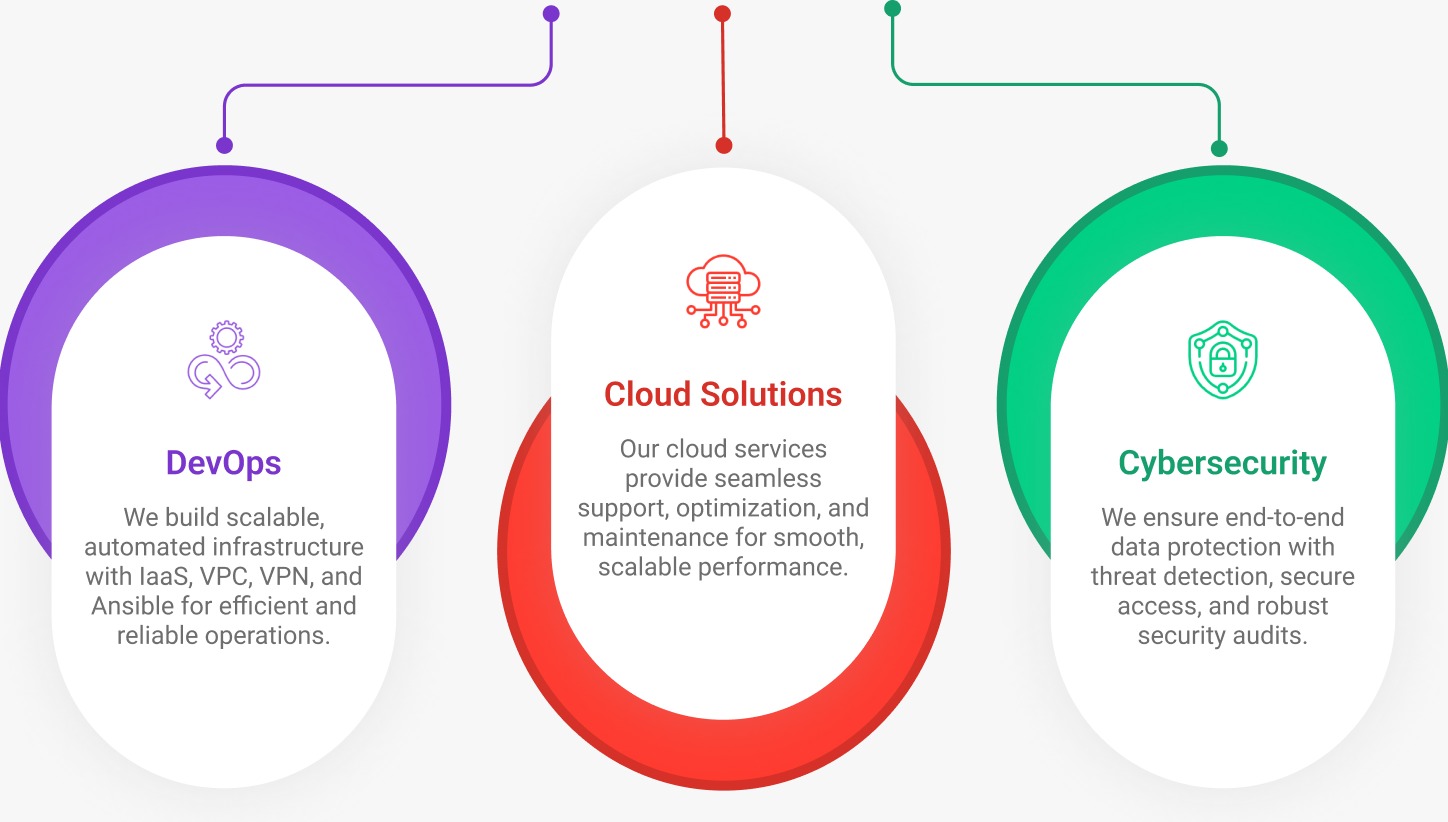 DevOps
We build scalable,
automated infrastructure
with IaaS, VPC, VPN, and
Ansible for efficient and
reliable operations.
Cloud Solutions
Our cloud services
provide seamless
support, optimization, and
maintenance for smooth,
scalable performance.
Cybersecurity
We ensure end-to-end
data protection with
threat detection, secure
access, and robust
security audits.